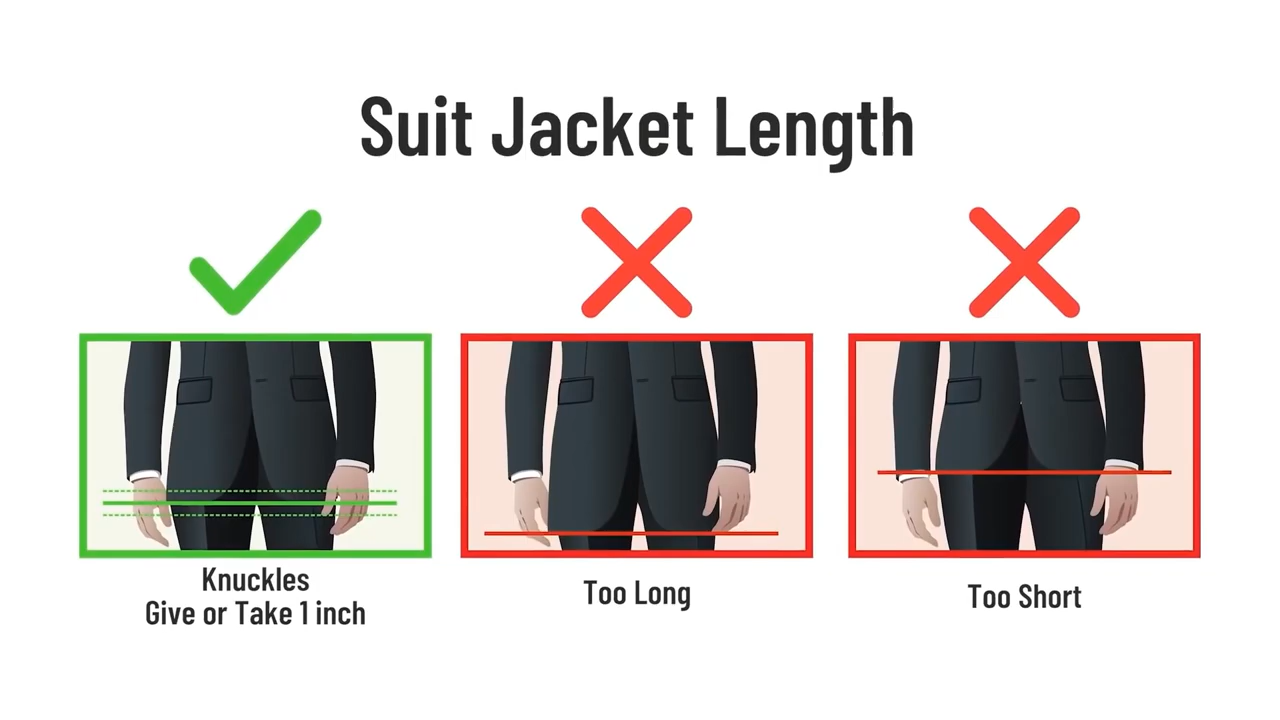 Suit Jacket Length
Knuckles
Give or Take 1 inch
Too Long
Too Short